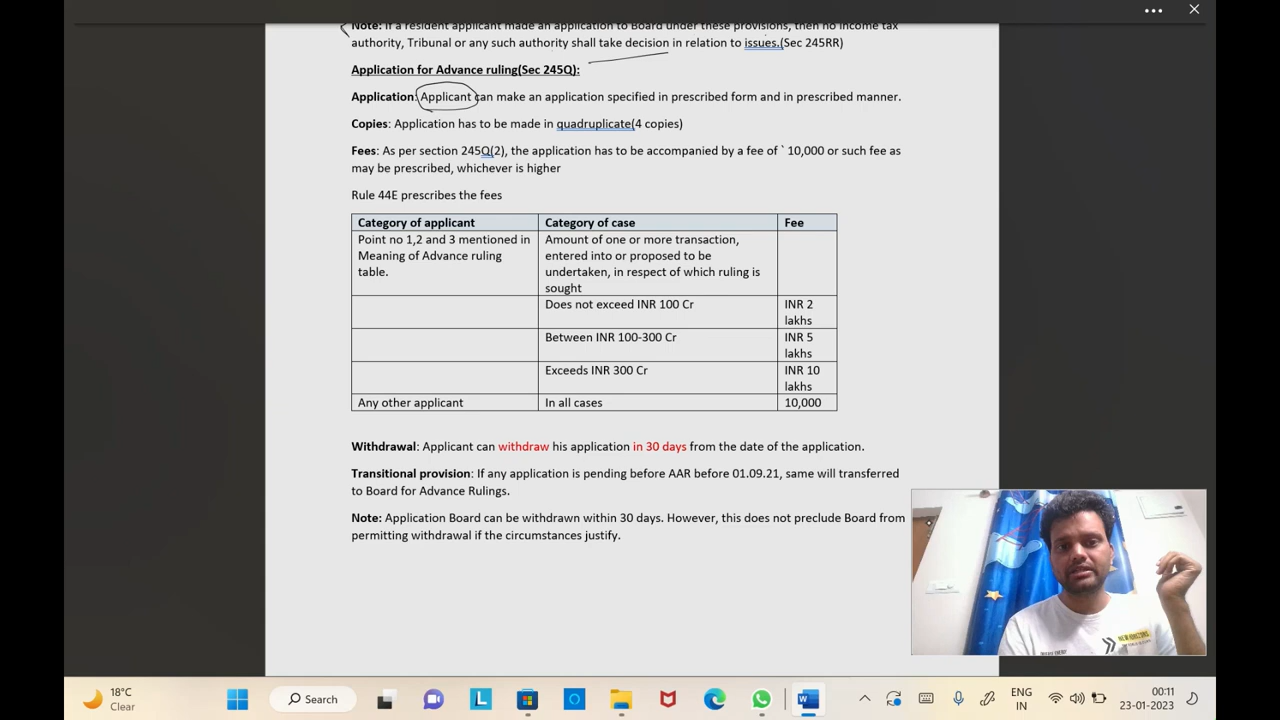 Note: If a resident applicant made an application to Board under these provisions, then no income tax
authority, Tribunal or any such authority shall take decision in relation to issues.(Sec 245RR)
Application for Advance ruling(Sec 245Q):
Application: Applicant can make an application specified in prescribed form and in prescribed manner.
Copies: Application has to be made in quadruplicate(4 copies)
Fees: As per section 245Q(2), the application has to be accompanied by a fee of ` 10,000 or such fee as
may be prescribed, whichever is higher
Rule 44E prescribes the fees
Category of applicant Category of case Fee
Point no 1,2 and 3 mentioned in Amount of one or more transaction,
Meaning of Advance ruling entered into or proposed to be
table. undertaken, in respect of which ruling is
sought
Does not exceed INR 100 Cr INR 2
lakhs
Between INR 100-300 Cr INR 5
lakhs
Exceeds INR 300 Cr INR 10
lakhs
Any other applicant In all cases 10,000
Withdrawal: Applicant can withdraw his application in 30 days from the date of the application.
Transitional provision: If any application is pending before AAR before 01.09.21, same will transferred
to Board for Advance Rulings.
Note: Application Board can be withdrawn within 30 days. However, this does not preclude Board from
permitting withdrawal if the circumstances justify.
NEW HORIZONS
18°C
Clear
Search
ENG
IN
00:11
23-01-2023